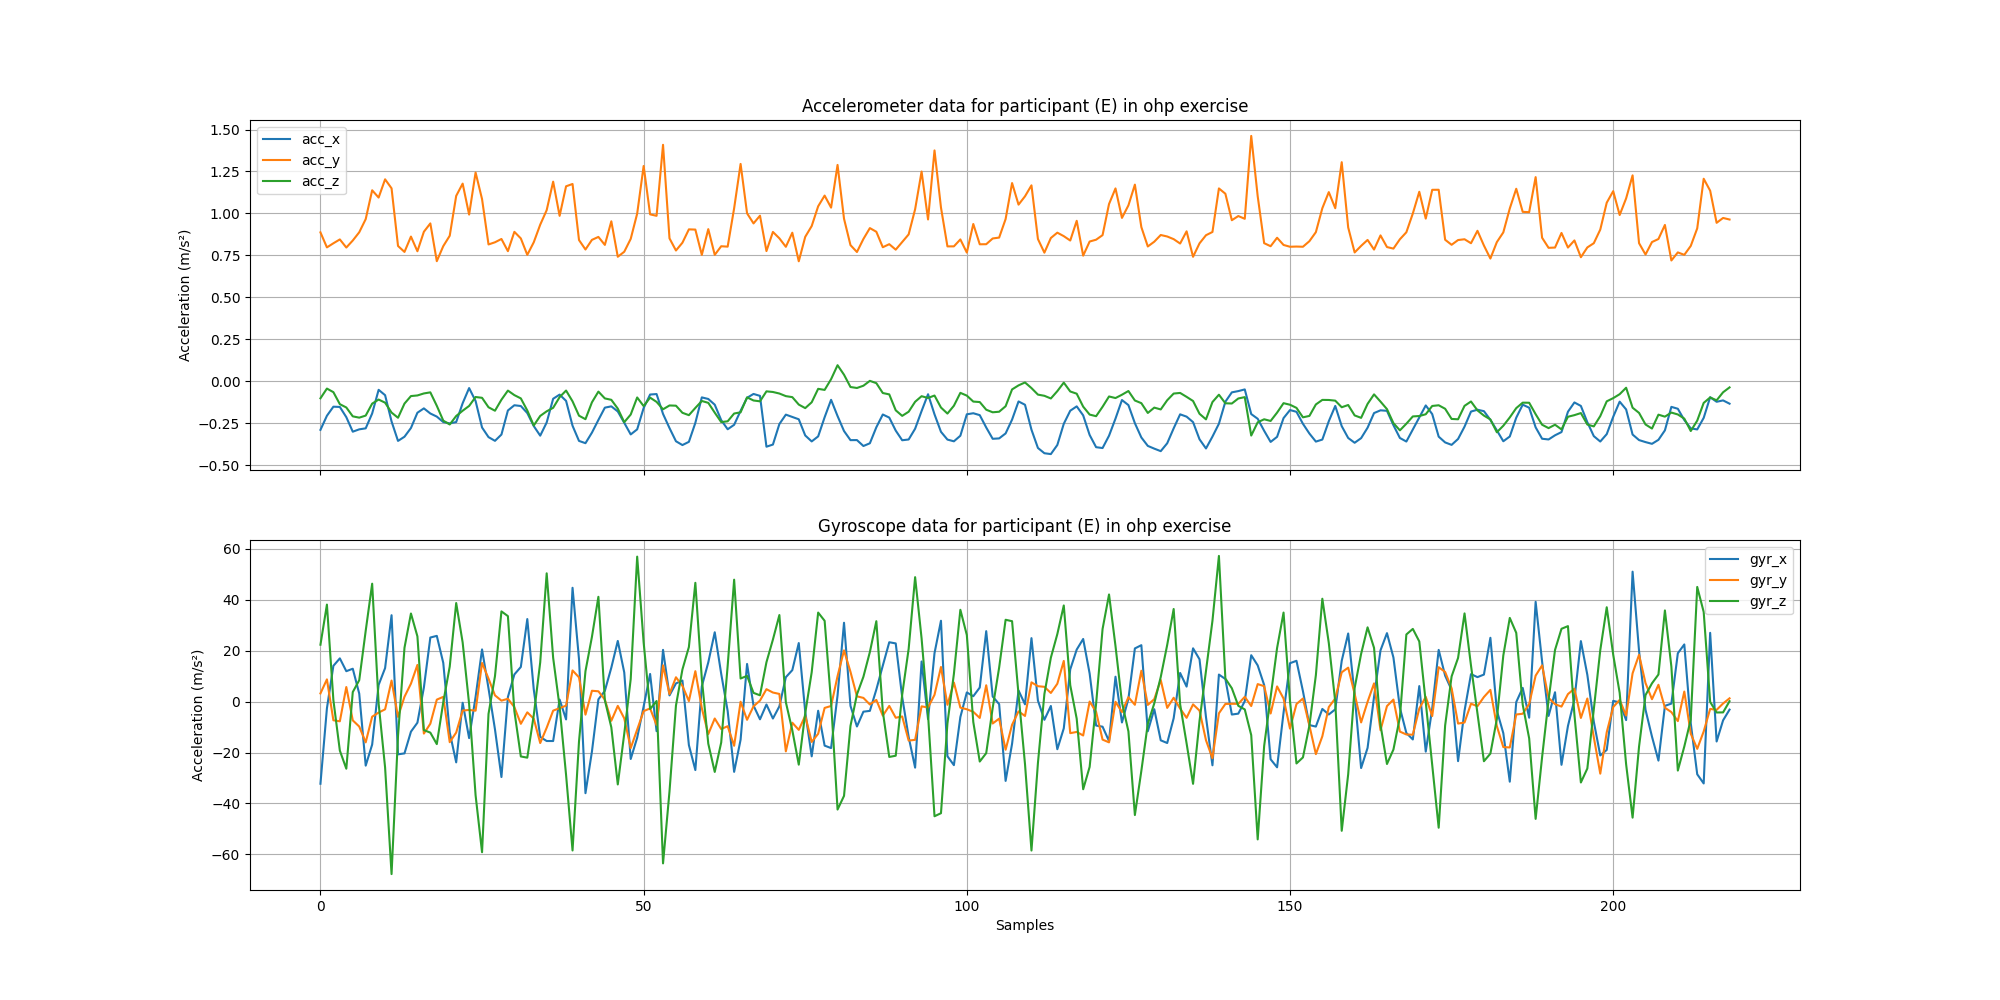 Accelerometer data for participant (E) in ohp exercise
1.50
1.25
1.00
0.75
0.50
0.25
0.00
−0.25
−0.50
Acceleration (m/s²)
acc_x
acc_y
acc_z
Gyroscope data for participant (E) in ohp exercise
60
40
20
0
−20
−40
−60
Acceleration (m/s²)
gyr_x
gyr_y
gyr_z
0 50 100 150 200
Samples